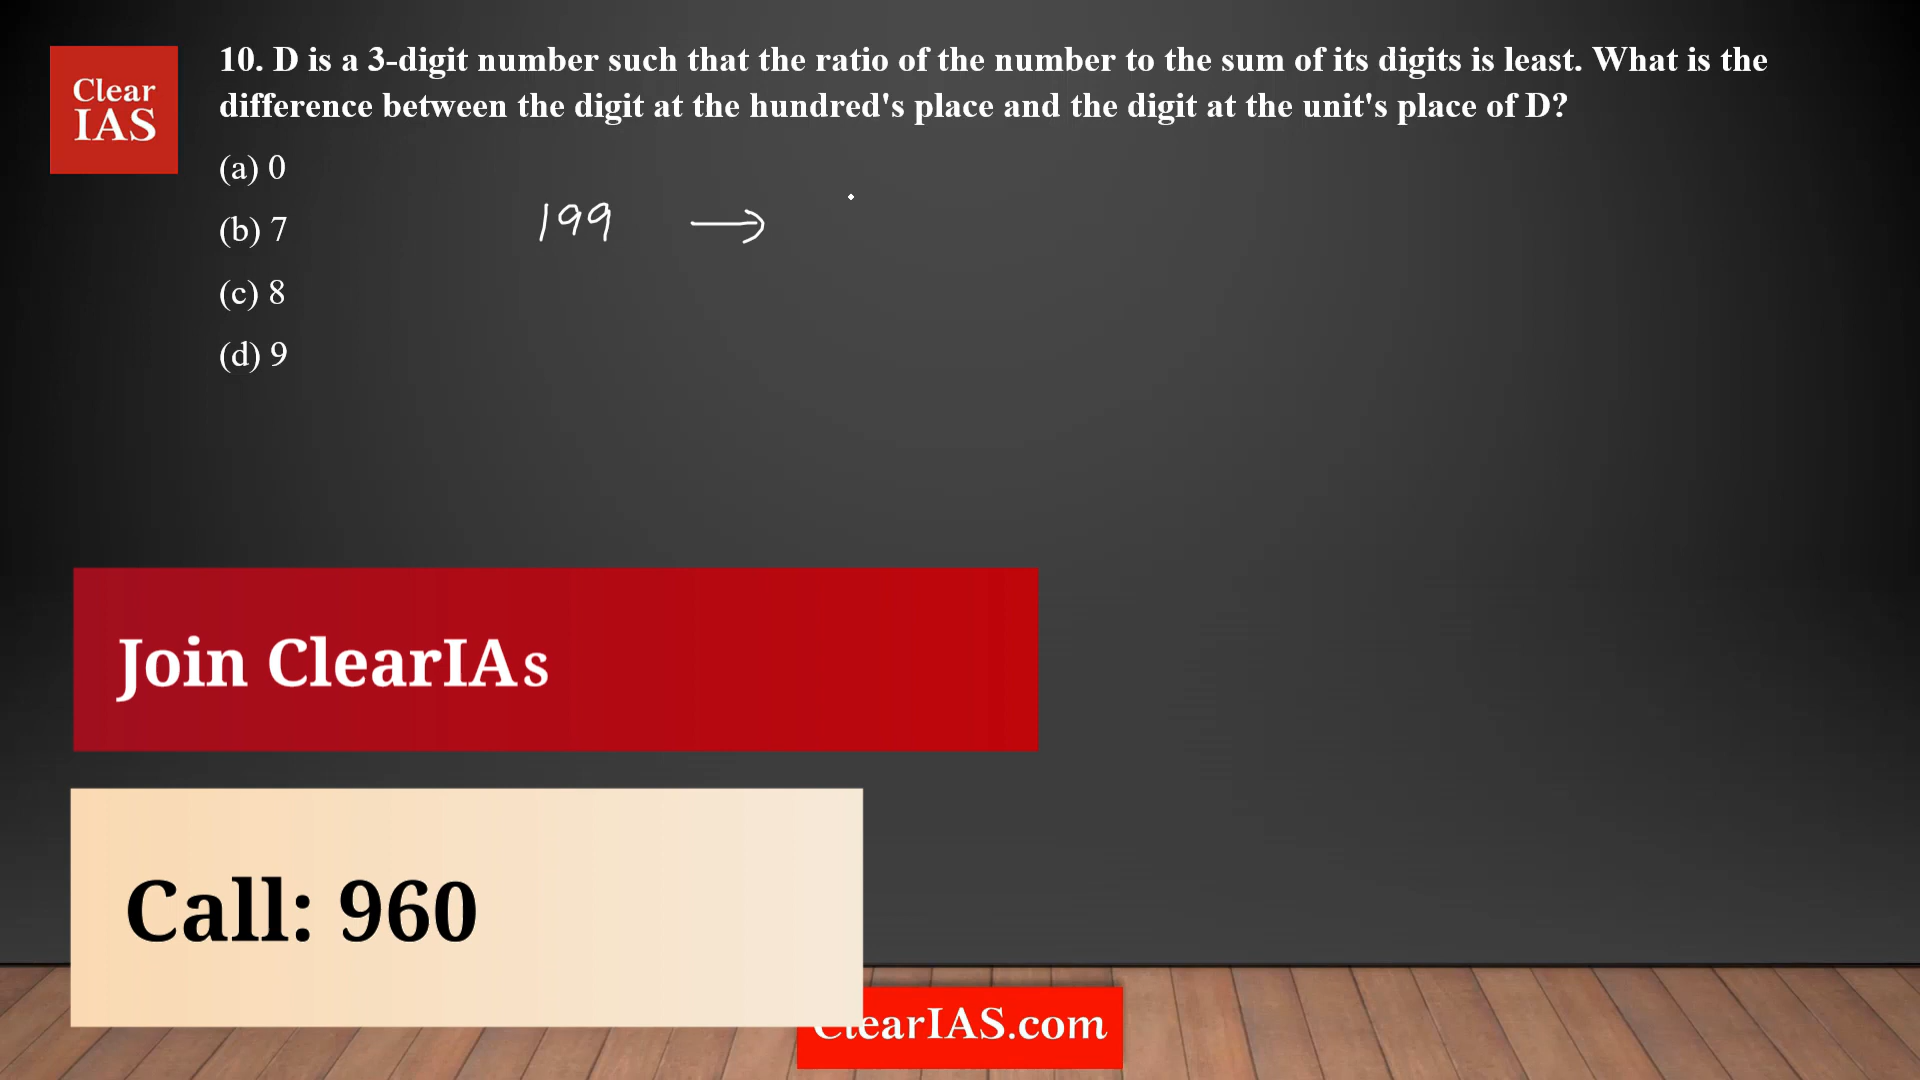 Clear
IAS
10. D is a 3-digit number such that the ratio of the number to the sum of its digits is least. What is the
difference between the digit at the hundred's place and the digit at the unit's place of D?
(a) 0
(b) 7
(c) 8
(d) 9
199 →
Join ClearIAs
Call: 960
ClearIAS.com